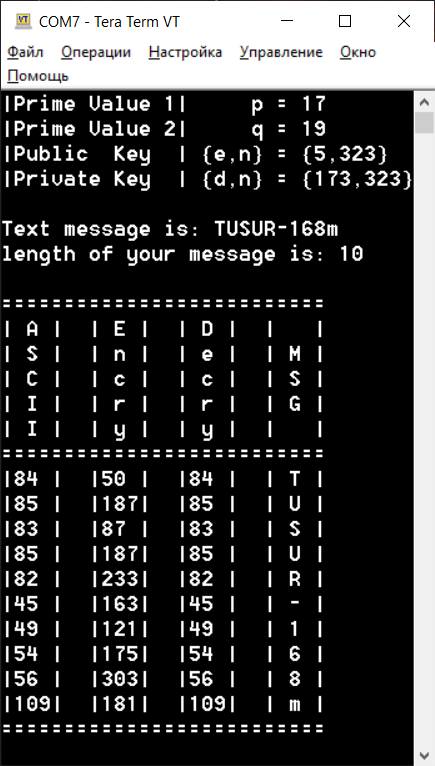 COM7 - Tera Term VT
Файл Операции Настройка Управление Окно
Помощь
|Prime Value 1|     p = 17
|Prime Value 2|     q = 19
|Public  Key  | {e,n} = {5,323}
|Private Key  | {d,n} = {173,323}
Text message is: TUSUR-168m
length of your message is: 10
==========================
| A |  | E |  | D |  |   |
| S |  | n |  | e |  | M |
| C |  | c |  | c |  | S |
| I |  | r |  | r |  | G |
| I |  | y |  | y |  |   |
==========================
|84 |  |50 |  |84 |  | T |
|85 |  |187|  |85 |  | U |
|83 |  |87 |  |83 |  | S |
|85 |  |187|  |85 |  | U |
|82 |  |233|  |82 |  | R |
|45 |  |163|  |45 |  | - |
|49 |  |121|  |49 |  | 1 |
|54 |  |175|  |54 |  | 6 |
|56 |  |303|  |56 |  | 8 |
|109|  |181|  |109|  | m |
==========================